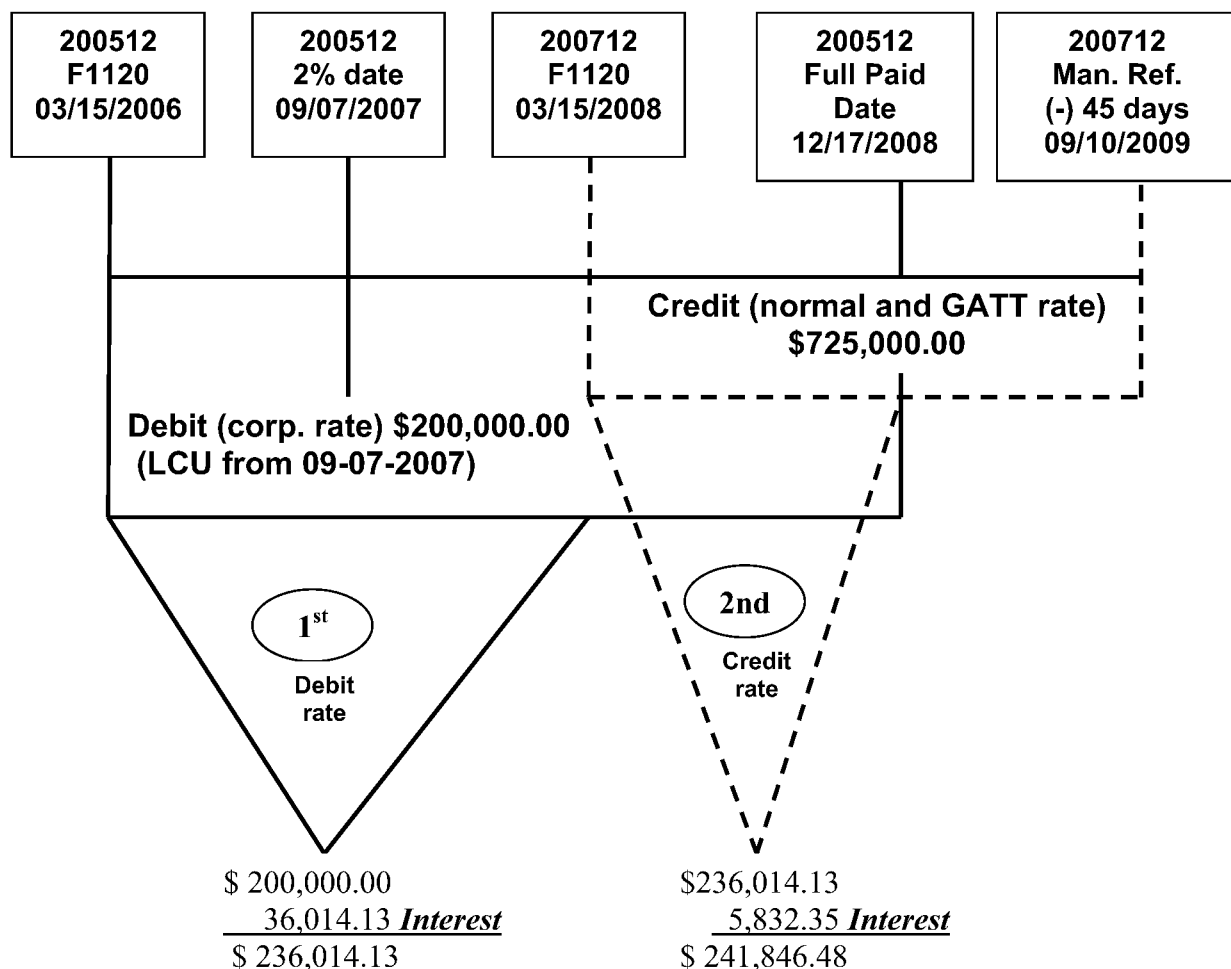 200512
F1120
03/15/2006
200512
2% date
09/07/2007
200712
F1120
03/15/2008
200512
Full Paid
Date
12/17/2008
200712
Man. Ref.
(-) 45 days
09/10/2009
Credit (normal and GATT rate)
$725,000.00
Debit (corp. rate) $200,000.00
(LCU from 09-07-2007)
1st
Debit
rate
2nd
Credit
rate
$ 200,000.00
36,014.13 Interest
$ 236,014.13
$236,014.13
5,832.35 Interest
$ 241,846.48